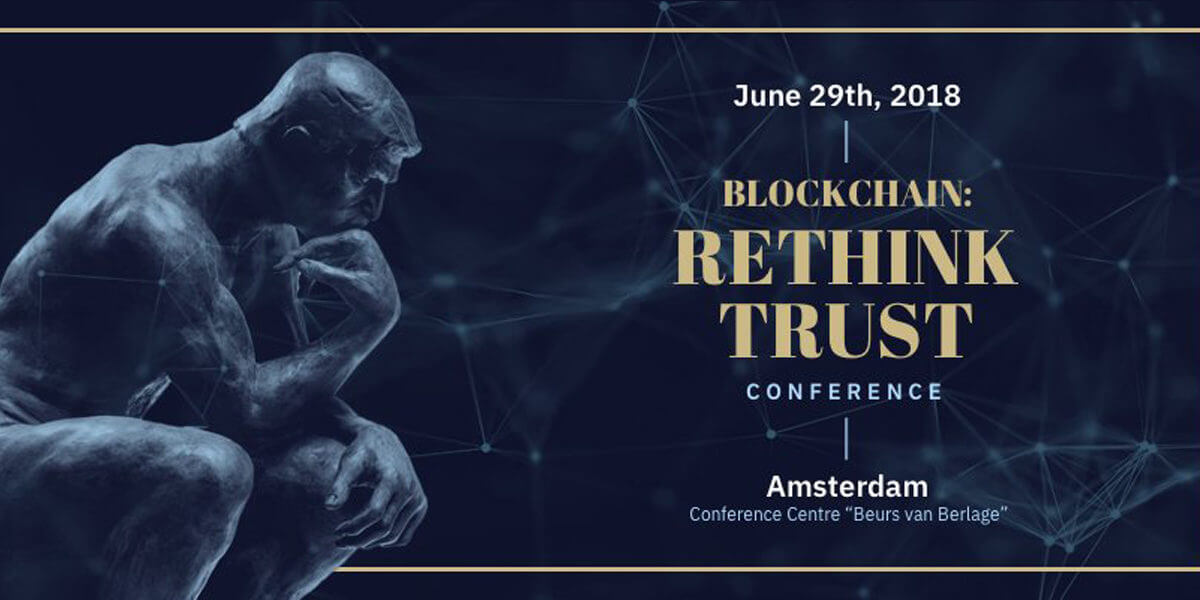 June 29th, 2018
BLOCKCHAIN:
RETHINK
TRUST
CONFERENCE
Amsterdam
Conference Centre “Beurs van Berlage”